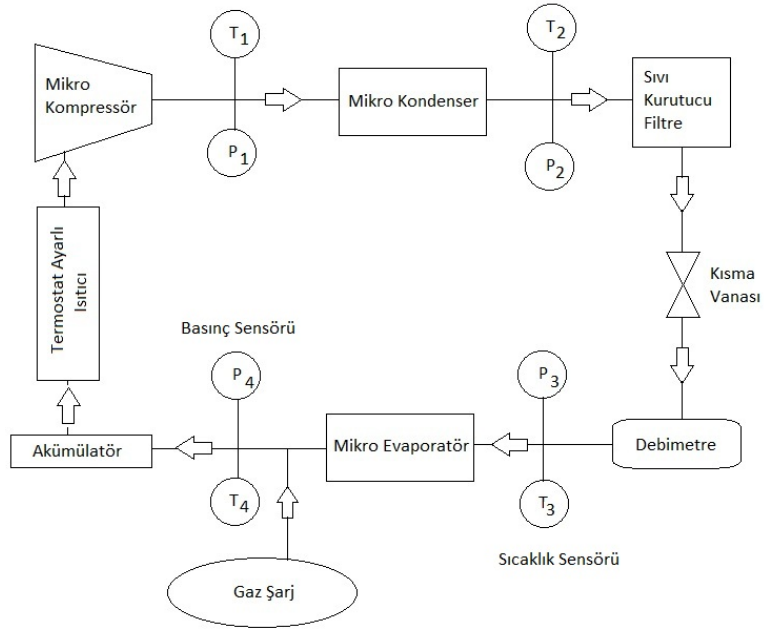 T1
T2
Mikro
Kompressör
Mikro Kondenser
Sıvı
Kurutucu
Filtre
P1
P2
Termostat Ayarlı
Isıtıcı
Kısma
Vanası
Basınç Sensörü
P4
P3
Akümülatör
Mikro Evaporatör
Debimetre
T4
T3
Sıcaklık Sensörü
Gaz Şarj